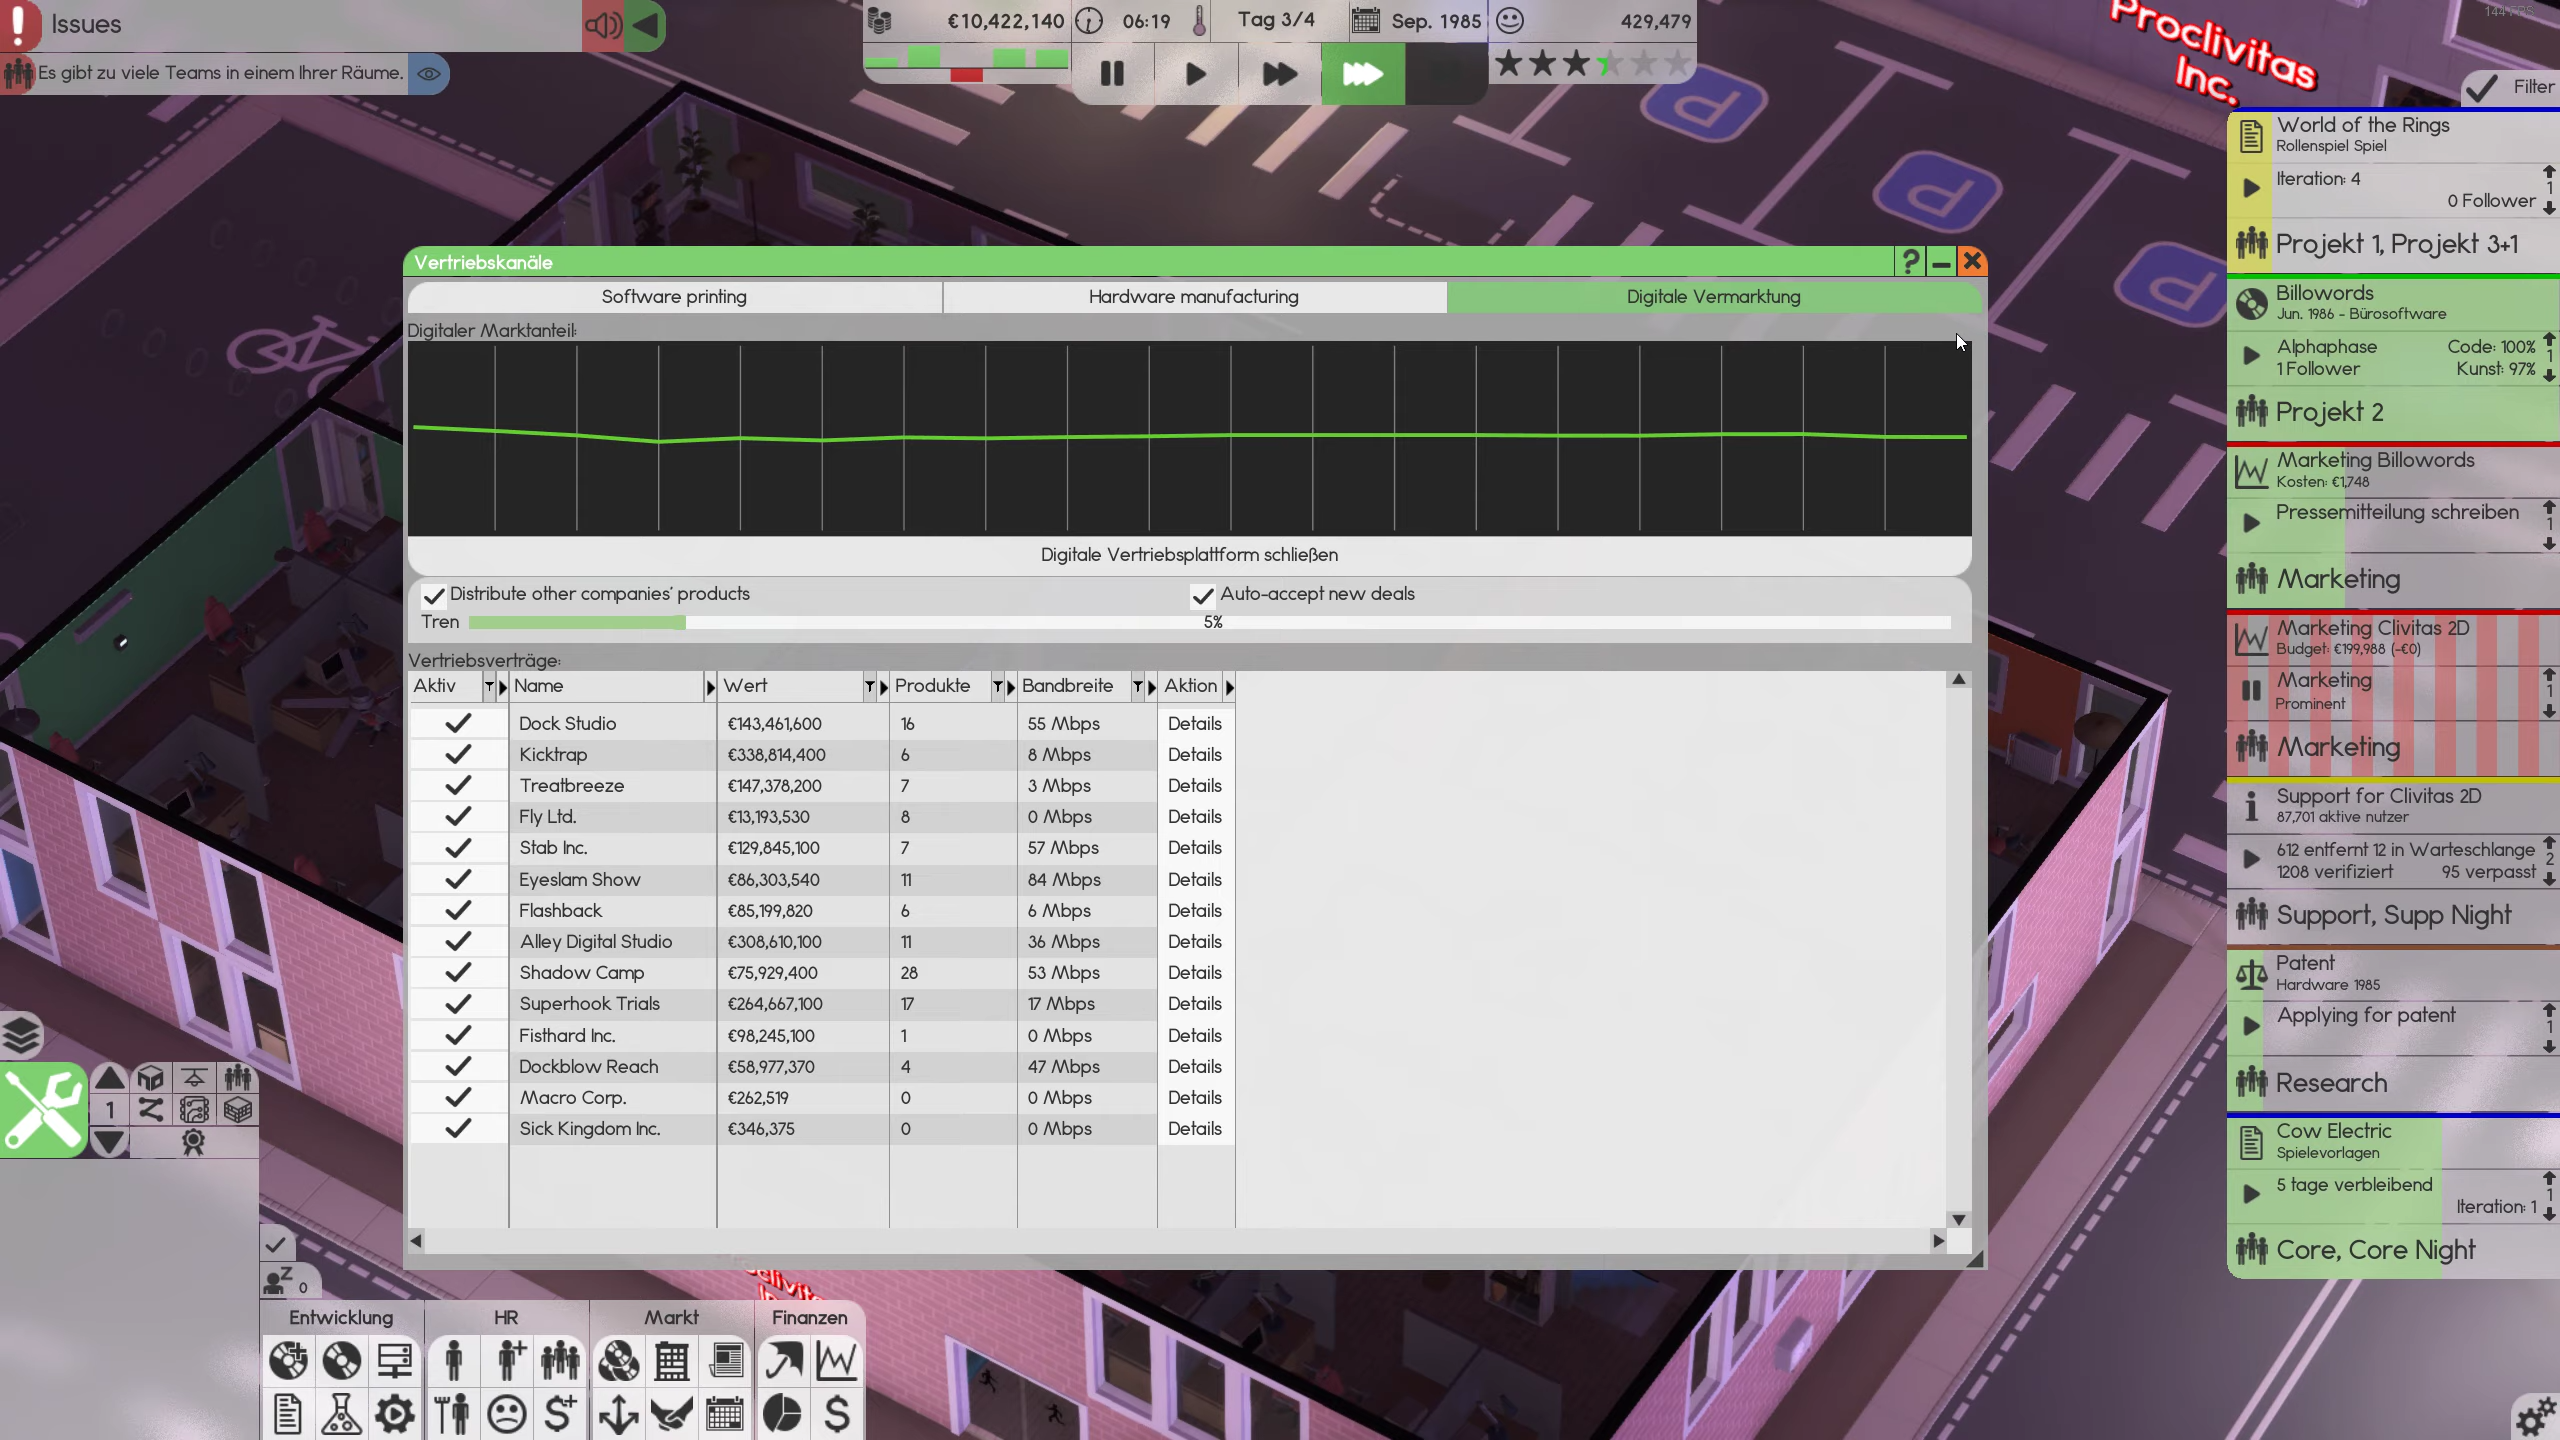 Issues
Es gibt zu viele Teams in einem Ihrer Räume.
€10,422,140
06:19
Tag 3/4
Sep. 1985
429,479
144 FPS
Proclivitas
Inc.
Filter
World of the Rings
Rollenspiel Spiel
Iteration: 4
1
0 Follower
Projekt 1, Projekt 3+1
Billowords
Jun. 1986 - Bürosoftware
Alphaphase Code: 100%
1
1 Follower Kunst: 97%
Projekt 2
Marketing Billowords
Kosten: €1,748
Pressemitteilung schreiben
1
Marketing
Marketing Clivitas 2D
Budget: €199,988 (-€0)
Marketing
1
Prominent
Marketing
Support for Clivitas 2D
87,701 aktive nutzer
612 entfernt 12 in Warteschlange
2
1208 verifiziert 95 verpasst
Support, Supp Night
Patent
Hardware 1985
Applying for patent
1
Research
Cow Electric
Spielevorlagen
5 tage verbleibend
1
Iteration: 1
Core, Core Night
Vertriebskanäle
?
Software printing Hardware manufacturing Digitale Vermarktung
Digitaler Marktanteil:
Digitale Vertriebsplattform schließen
Distribute other companies' products Auto-accept new deals
Tren 5%
Vertriebsverträge:
Aktiv Name Wert Produkte Bandbreite Aktion
Dock Studio €143,461,600 16 55 Mbps Details
Kicktrap €338,814,400 6 8 Mbps Details
Treatbreeze €147,378,200 7 3 Mbps Details
Fly Ltd. €13,193,530 8 0 Mbps Details
Stab Inc. €129,845,100 7 57 Mbps Details
Eyeslam Show €86,303,540 11 84 Mbps Details
Flashback €85,199,820 6 6 Mbps Details
Alley Digital Studio €308,610,100 11 36 Mbps Details
Shadow Camp €75,929,400 28 53 Mbps Details
Superhook Trials €264,667,100 17 17 Mbps Details
Fisthard Inc. €98,245,100 1 0 Mbps Details
Dockblow Reach €58,977,370 4 47 Mbps Details
Macro Corp. €262,519 0 0 Mbps Details
Sick Kingdom Inc. €346,375 0 0 Mbps Details
1
0
Entwicklung HR Markt Finanzen